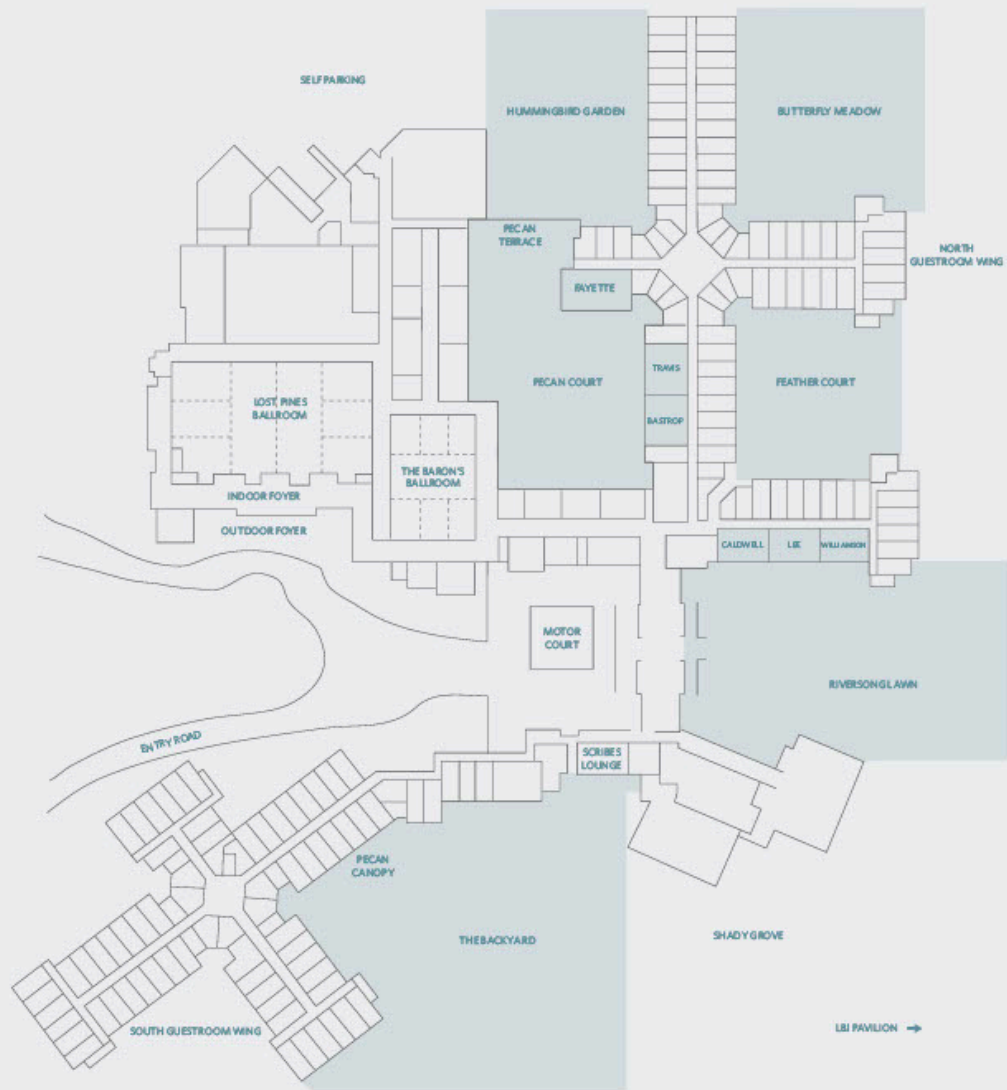 SELF PARKING
HUMMINGBIRD GARDEN
BUTTERFLY MEADOW
PECAN
TERRACE
NORTH
GUESTROOM WING
FAYETTE
TRAVIS
PECAN COURT
FEATHER COURT
LOST PINES
BALLROOM
BASTROP
THE BARON'S
BALLROOM
INDOOR FOYER
OUTDOOR FOYER
CALDWELL
LEE
WILLIAMSON
MOTOR
COURT
RIVERSONG LAWN
ENTRY ROAD
SCRIBES
LOUNGE
PECAN
CANOPY
THE BACKYARD
SHADY GROVE
SOUTH GUESTROOM WING
LBJ PAVILION →